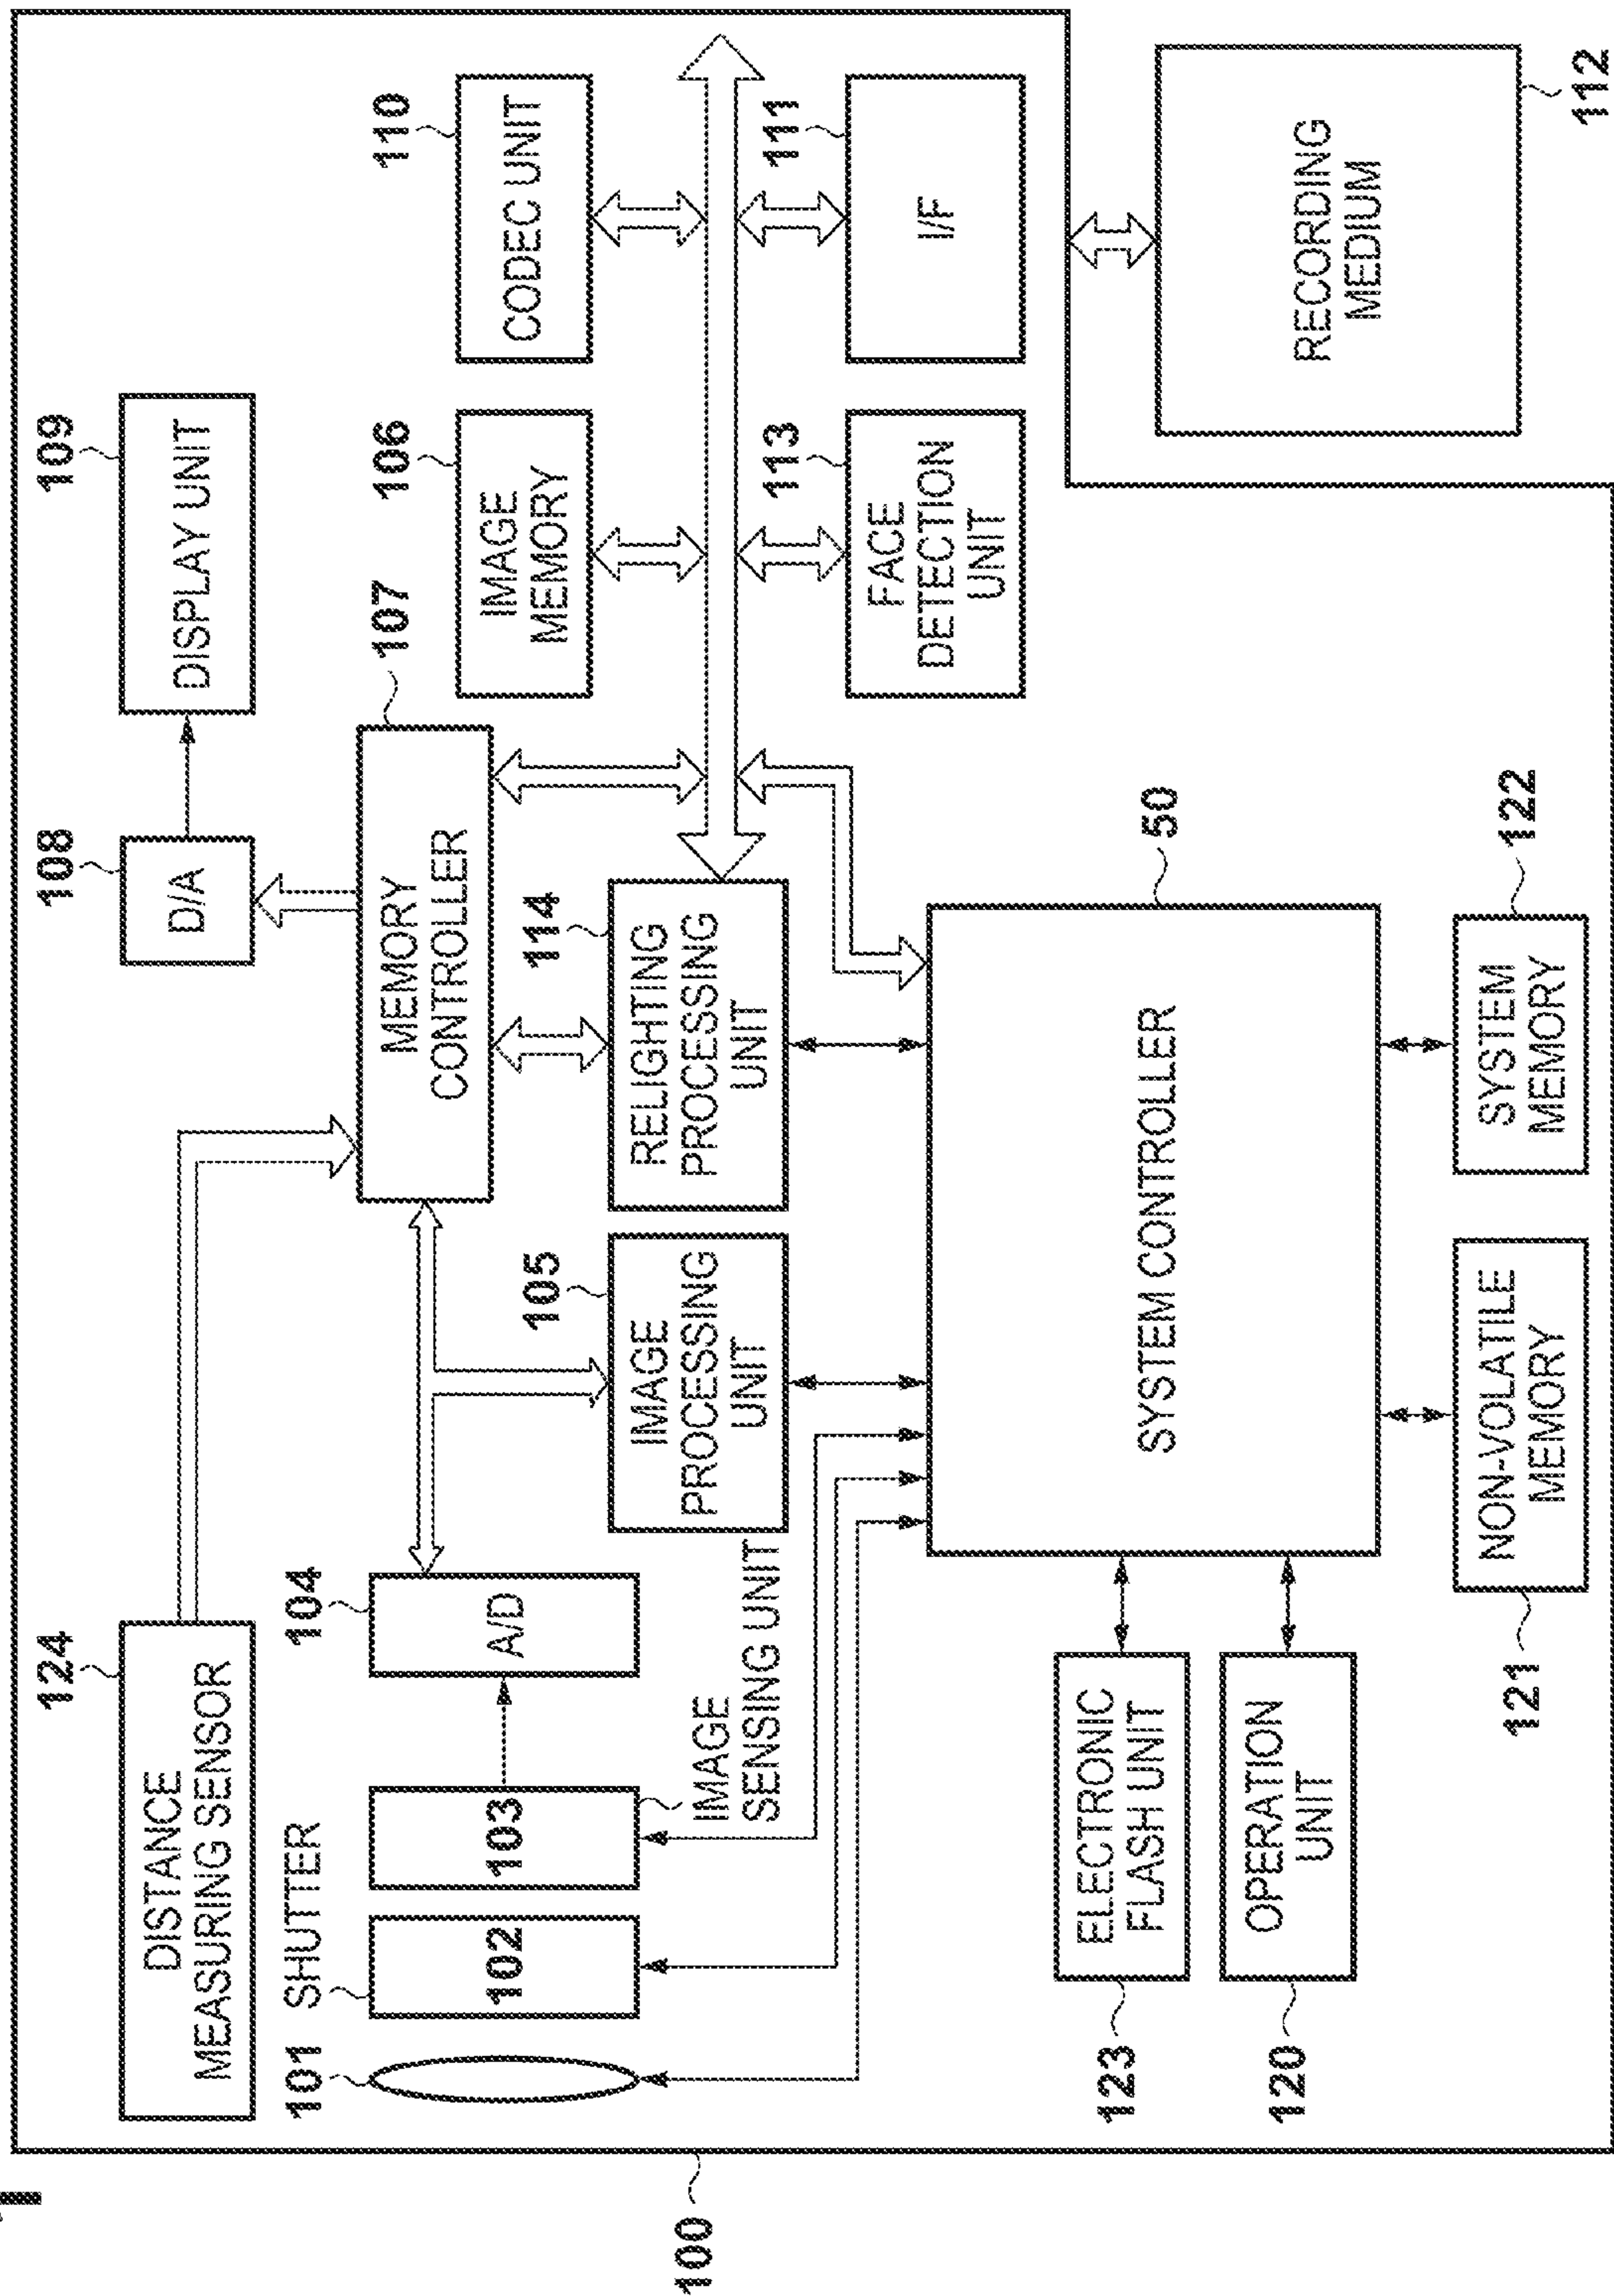 124
DISTANCE
MEASURING SENSOR
108
D/A
109
DISPLAY UNIT
101
SHUTTER
102
103
IMAGE
SENSING UNIT
104
A/D
107
MEMORY
CONTROLLER
106
IMAGE
MEMORY
110
CODEC UNIT
105
IMAGE
PROCESSING
UNIT
114
RELIGHTING
PROCESSING
UNIT
113
FACE
DETECTION
UNIT
111
I/F
100
50
SYSTEM CONTROLLER
123
ELECTRONIC
FLASH UNIT
120
OPERATION
UNIT
121
NON-VOLATILE
MEMORY
122
SYSTEM
MEMORY
RECORDING
MEDIUM
112